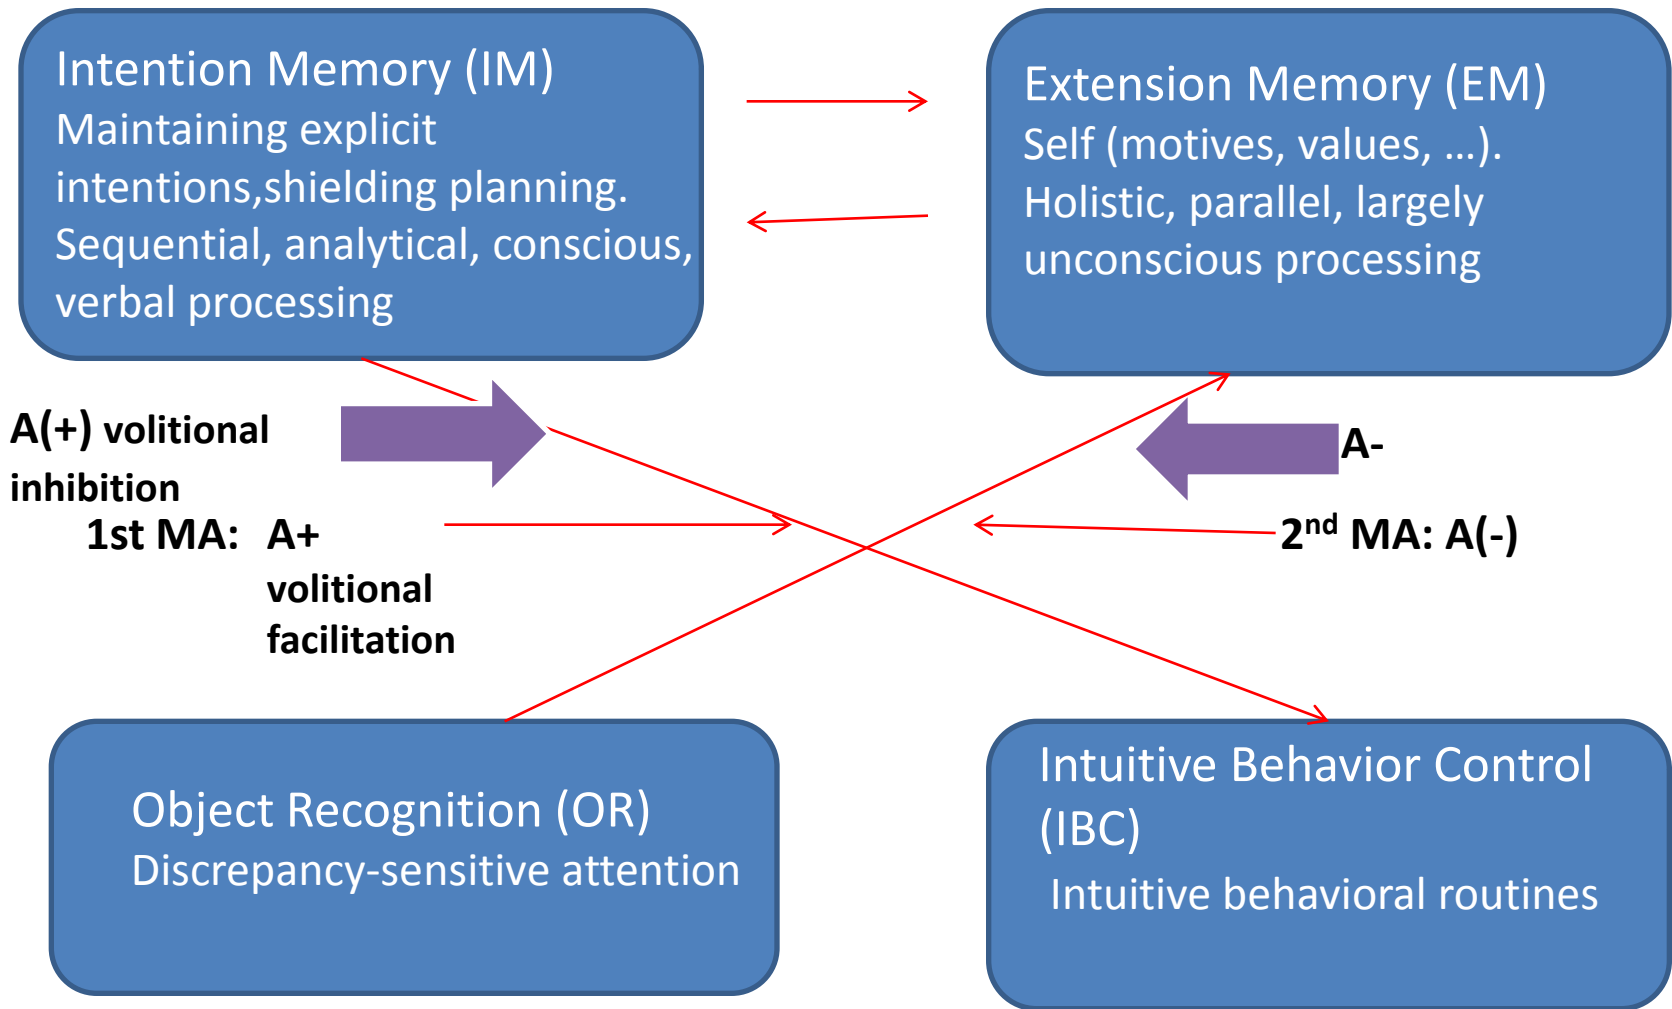 Intention Memory (IM)
Maintaining explicit
intentions,shielding planning.
Sequential, analytical, conscious,
verbal processing
Extension Memory (EM)
Self (motives, values, …).
Holistic, parallel, largely
unconscious processing
A(+) volitional
inhibition
A-
1st MA: A+
volitional
facilitation
2nd MA: A(-)
Object Recognition (OR)
Discrepancy-sensitive attention
Intuitive Behavior Control
(IBC)
Intuitive behavioral routines